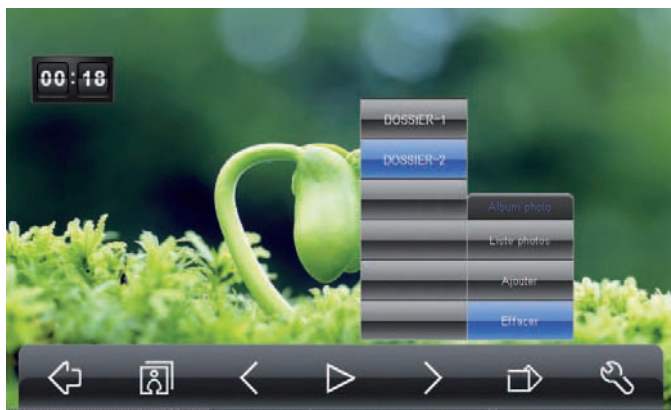 00:18
DOSSIER-1
DOSSIER-2
Album photo
Liste photos
Ajouter
Effacer